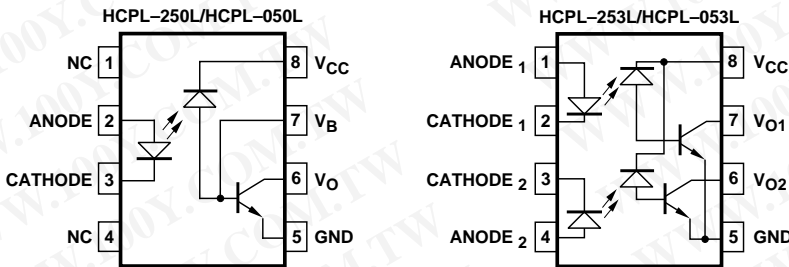 HCPL–250L/HCPL–050L
NC 1
8 VCC
ANODE 2
7 VB
CATHODE 3
6 VO
NC 4
5 GND
HCPL–253L/HCPL–053L
ANODE 1 1
8 VCC
CATHODE 1 2
7 VO1
CATHODE 2 3
6 VO2
ANODE 2 4
5 GND